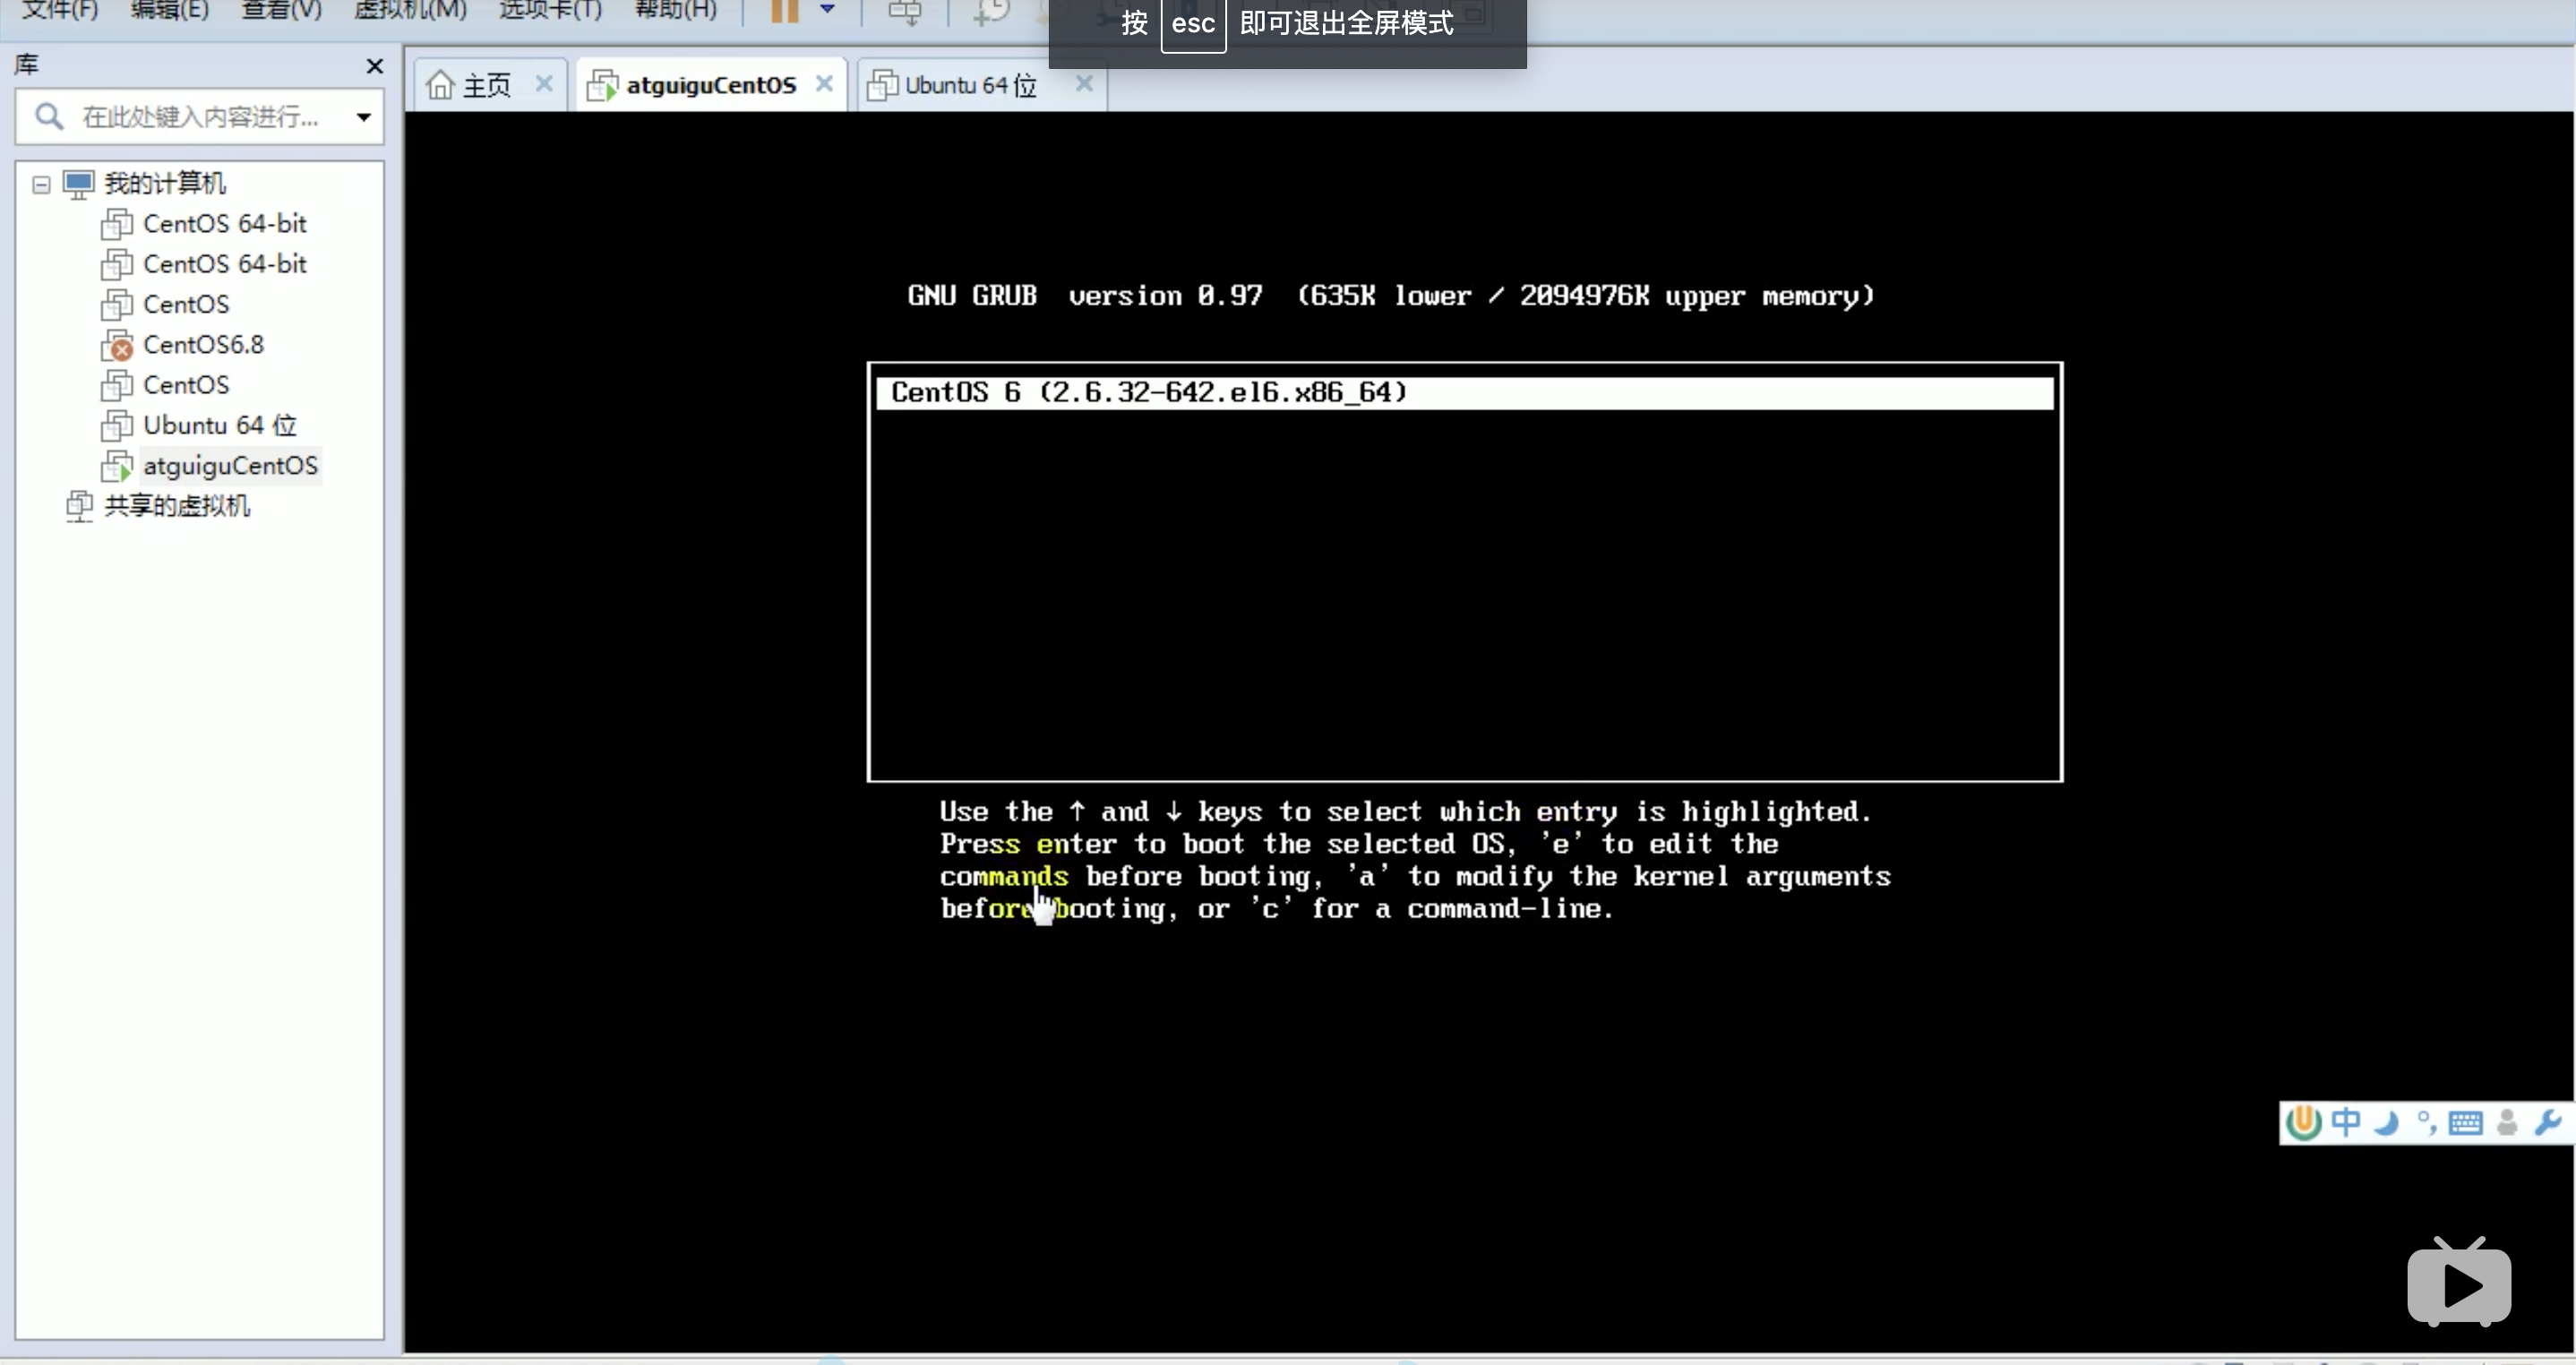 文件(F) 编辑(E) 查看(V) 虚拟机(M) 选项卡(T) 帮助(H)
按 esc 即可退出全屏模式
库
主页 atguiguCentOS Ubuntu 64 位
在此处键入内容进行...
我的计算机
CentOS 64-bit
CentOS 64-bit
CentOS
CentOS6.8
CentOS
Ubuntu 64 位
atguiguCentOS
共享的虚拟机
GNU GRUB version 0.97 (635K lower / 2094976K upper memory)
CentOS 6 (2.6.32-642.el6.x86_64)
Use the ↑ and ↓ keys to select which entry is highlighted.
Press enter to boot the selected OS, 'e' to edit the
commands before booting, 'a' to modify the kernel arguments
before booting, or 'c' for a command-line.
中